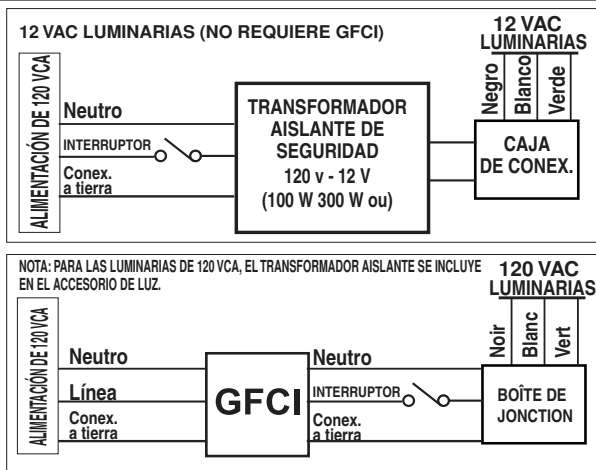 12 VAC LUMINARIAS (NO REQUIERE GFCI)
12 VAC
LUMINARIAS
ALIMENTACIÓN DE 120 VCA
Neutro
INTERRUPTOR
Conex.
a tierra
TRANSFORMADOR
AISLANTE DE
SEGURIDAD
120 v - 12 V
(100 W 300 W ou)
Negro
Blanco
Verde
CAJA
DE CONEX.
NOTA: PARA LAS LUMINARIAS DE 120 VCA, EL TRANSFORMADOR AISLANTE SE INCLUYE
EN EL ACCESORIO DE LUZ.
120 VAC
LUMINARIAS
ALIMENTACIÓN DE 120 VCA
Neutro
Línea
Conex.
a tierra
GFCI
Neutro
INTERRUPTOR
Conex.
a tierra
Noir
Blanc
Vert
BOÎTE DE
JONCTION